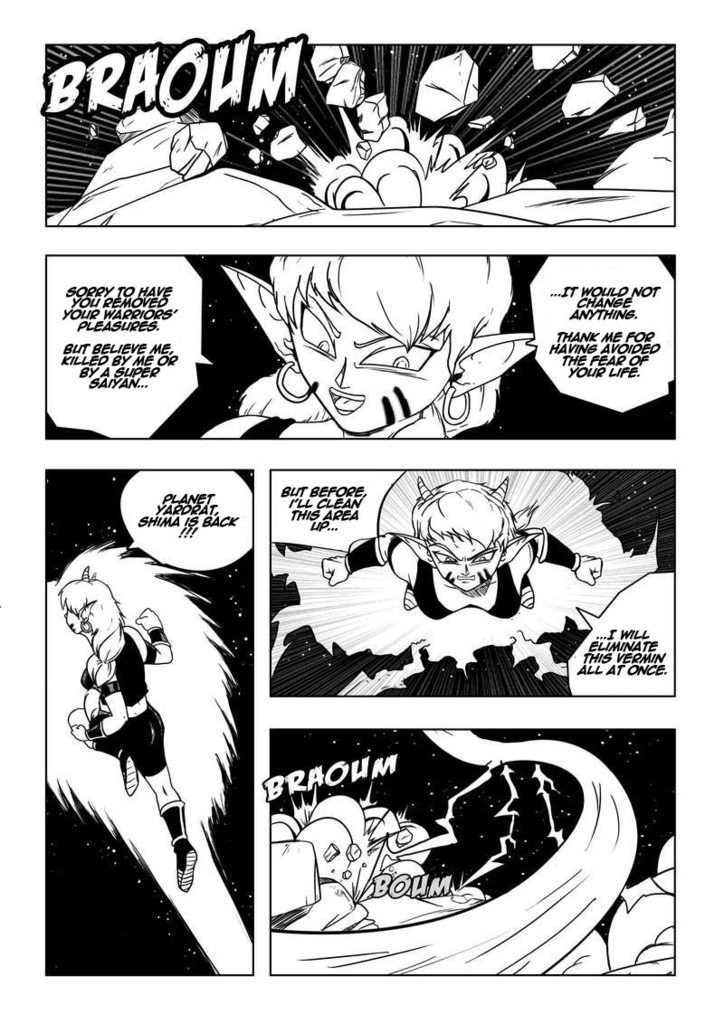 BRAOUM
SORRY TO HAVE
YOU REMOVED
YOUR WARRIORS'
PLEASURES.
BUT BELIEVE ME,
KILLED BY ME OR
BY A SUPER
SAIYAN...
...IT WOULD NOT
CHANGE
ANYTHING.
THANK ME FOR
HAVING AVOIDED
THE FEAR OF
YOUR LIFE.
PLANET
YARDRAT,
SHIMA IS BACK
!!!
BUT BEFORE,
I'LL CLEAN
THIS AREA
UP...
...I WILL
ELIMINATE
THIS VERMIN
ALL AT ONCE.
BRAOUM
BOUM